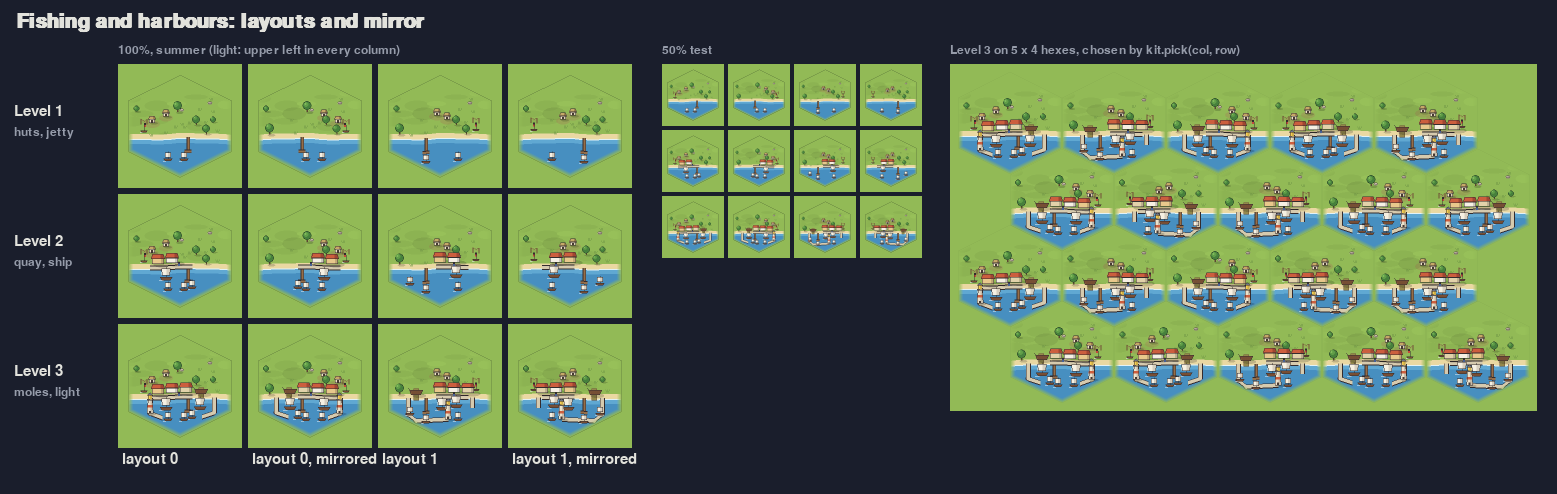 Fishing and harbours: layouts and mirror
100%, summer (light: upper left in every column)
50% test
Level 3 on 5 x 4 hexes, chosen by kit.pick(col, row)
Level 1
huts, jetty
Level 2
quay, ship
Level 3
moles, light
layout 0
layout 0, mirrored
layout 1
layout 1, mirrored